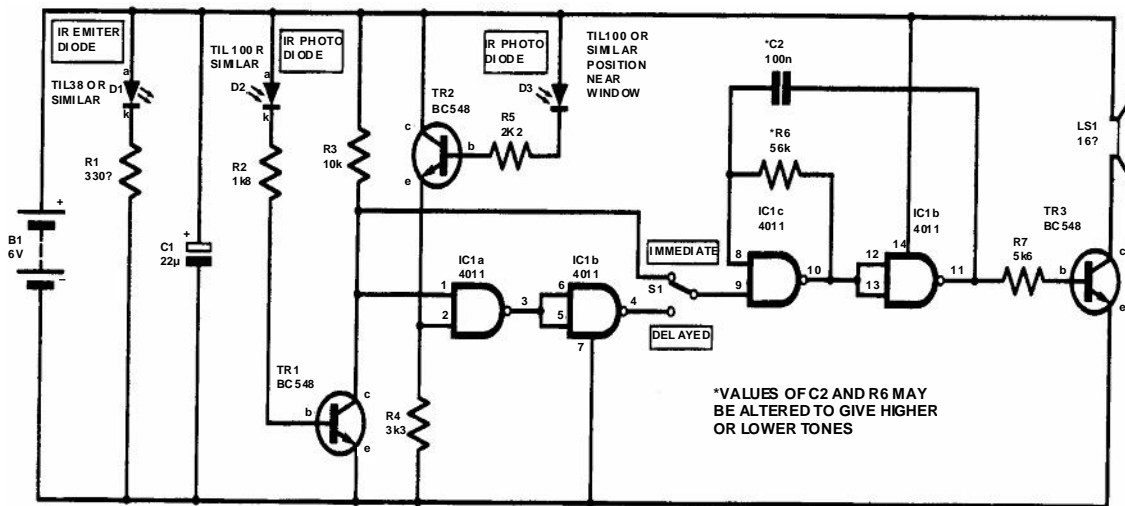 IR EMITER
DIODE
TIL38 OR
SIMILAR
a
D1
k
R1
330?
+
B1
6V
−
+
C1
22µ
TIL 100 R
SIMILAR
IR PHOTO
DIODE
a
D2
k
R2
1k8
R3
10k
TR1
BC548
b
c
e
TR2
BC548
c
b
e
R5
2K2
IR PHOTO
DIODE
D3
TIL100 OR
SIMILAR
POSITION
NEAR
WINDOW
R4
3k3
IC1a
4011
1
2
3
IC1b
4011
6
5
4
7
IMMEDIATE
S1
DELAYED
*C2
100n
*R6
56k
IC1c
4011
8
9
10
IC1b
4011
14
12
13
11
R7
5k6
TR3
BC548
b
c
e
LS1
16?
*VALUES OF C2 AND R6 MAY
BE ALTERED TO GIVE HIGHER
OR LOWER TONES